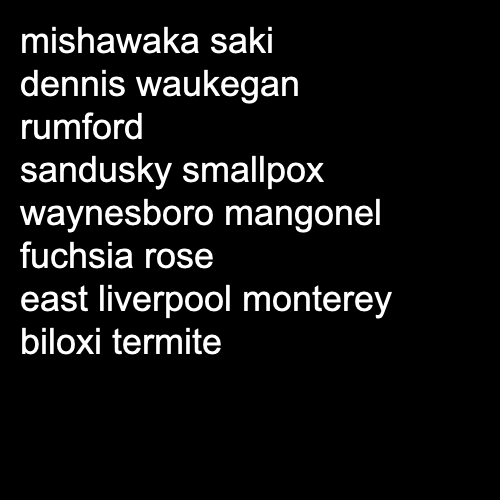 mishawaka saki
dennis waukegan
rumford
sandusky smallpox
waynesboro mangonel
fuchsia rose
east liverpool monterey
biloxi termite